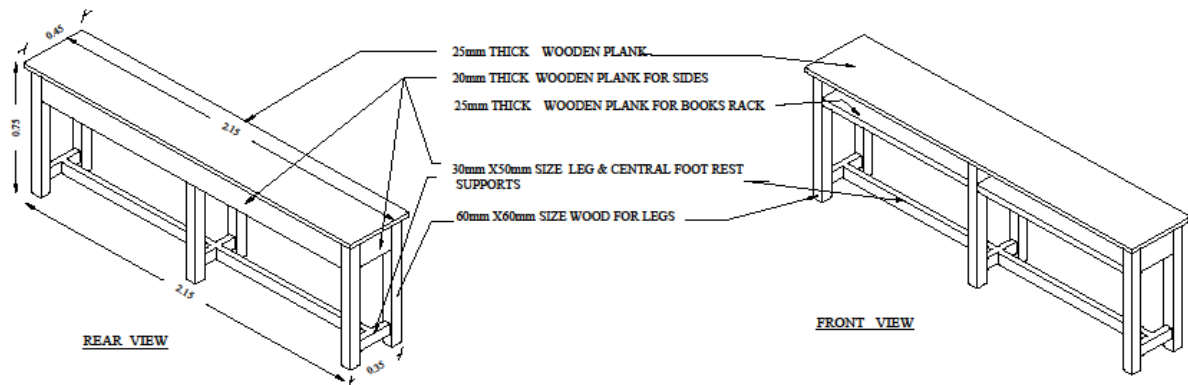 0.45
25mm THICK WOODEN PLANK
20mm THICK WOODEN PLANK FOR SIDES
25mm THICK WOODEN PLANK FOR BOOKS RACK
0.75
2.15
30mm X50mm SIZE LEG & CENTRAL FOOT REST
SUPPORTS
60mm X60mm SIZE WOOD FOR LEGS
2.15
0.35
REAR VIEW
FRONT VIEW